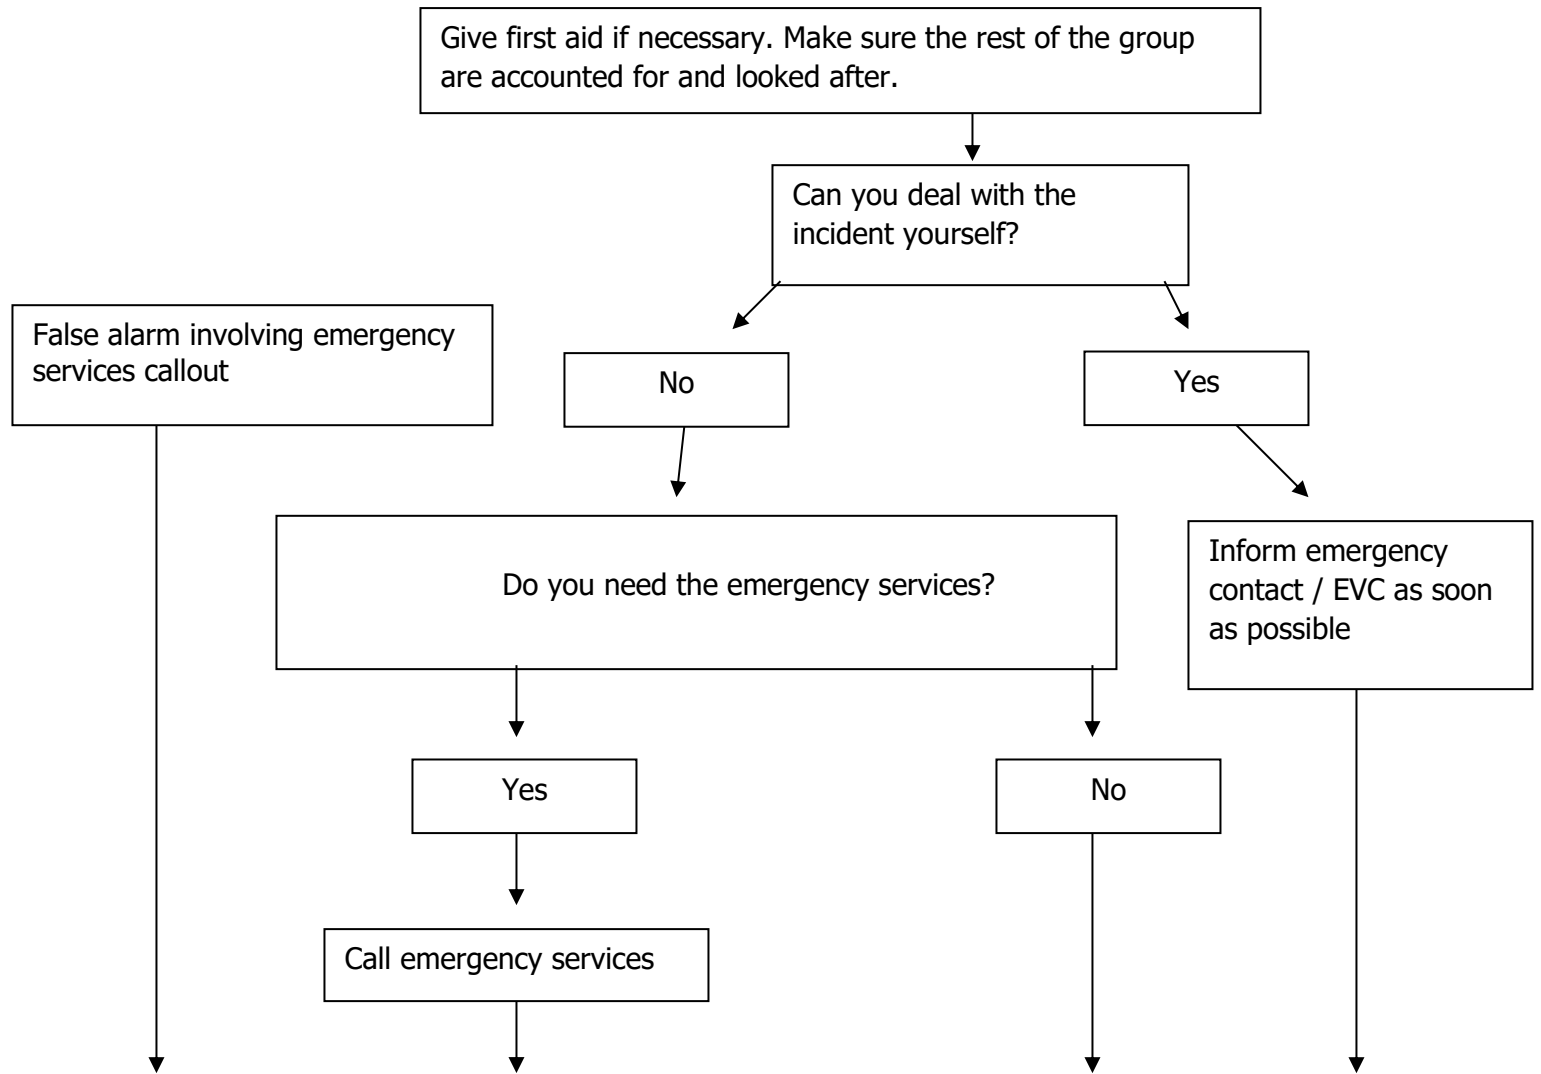 Give first aid if necessary. Make sure the rest of the group
are accounted for and looked after.
Can you deal with the
incident yourself?
False alarm involving emergency
services callout
No
Yes
Do you need the emergency services?
Inform emergency
contact / EVC as soon
as possible
Yes
No
Call emergency services